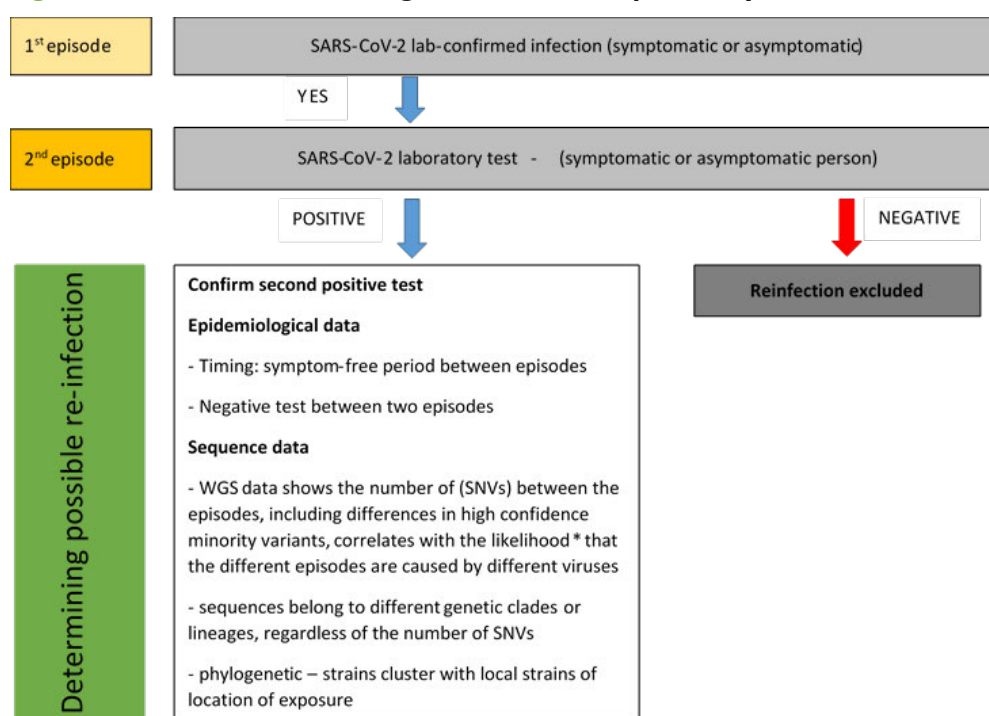 1st episode
SARS-CoV-2 lab-confirmed infection (symptomatic or asymptomatic)
YES
2nd episode
SARS-CoV-2 laboratory test - (symptomatic or asymptomatic person)
POSITIVE
NEGATIVE
Determining possible re-infection
Confirm second positive test
Epidemiological data
- Timing: symptom-free period between episodes
- Negative test between two episodes
Sequence data
- WGS data shows the number of (SNVs) between the
episodes, including differences in high confidence
minority variants, correlates with the likelihood * that
the different episodes are caused by different viruses
- sequences belong to different genetic clades or
lineages, regardless of the number of SNVs
- phylogenetic – strains cluster with local strains of
location of exposure
Reinfection excluded